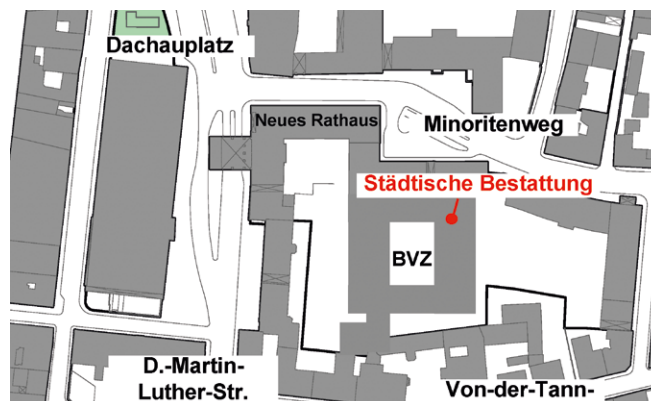 Dachauplatz
Neues Rathaus
Minoritenweg
Städtische Bestattung
BVZ
D.-Martin-
Luther-Str.
Von-der-Tann-